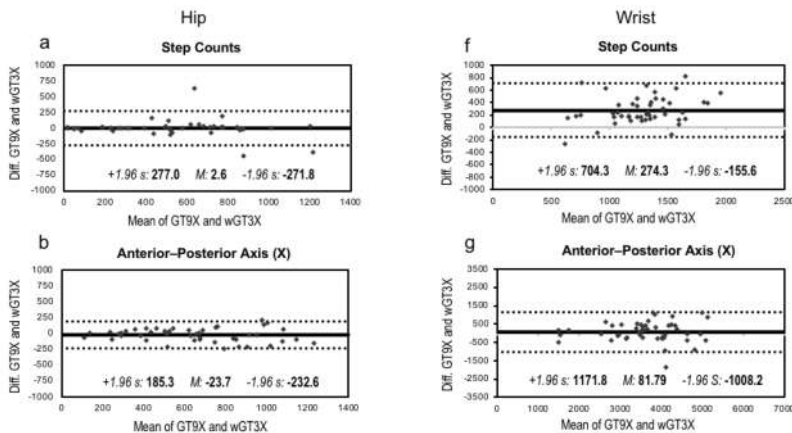 Hip
a
Step Counts
Diff. GT9X and wGT3X
1000
750
500
250
0
-250
-500
-750
-1000
+1.96 s: 277.0 M: 2.6 -1.96 s: -271.8
0 200 400 600 800 1000 1200 1400
Mean of GT9X and wGT3X
b
Anterior–Posterior Axis (X)
Diff. GT9X and wGT3X
1000
750
500
250
0
-250
-500
-750
-1000
+1.96 s: 185.3 M: -23.7 -1.96 s: -232.6
0 200 400 600 800 1000 1200 1400
Mean of GT9X and wGT3X
Wrist
f
Step Counts
Diff. GT9X and wGT3X
1000
800
600
400
200
0
-200
-400
-600
-800
-1000
+1.96 s: 704.3 M: 274.3 -1.96 s: -155.6
0 500 1000 1500 2000 2500
Mean of GT9X and wGT3X
g
Anterior–Posterior Axis (X)
Diff. GT9X and wGT3X
3500
2500
1500
500
-500
-1500
-2500
-3500
+1.96 s: 1171.8 M: 81.79 -1.96 S: -1008.2
0 1000 2000 3000 4000 5000 6000 7000
Mean of GT9X and wGT3X